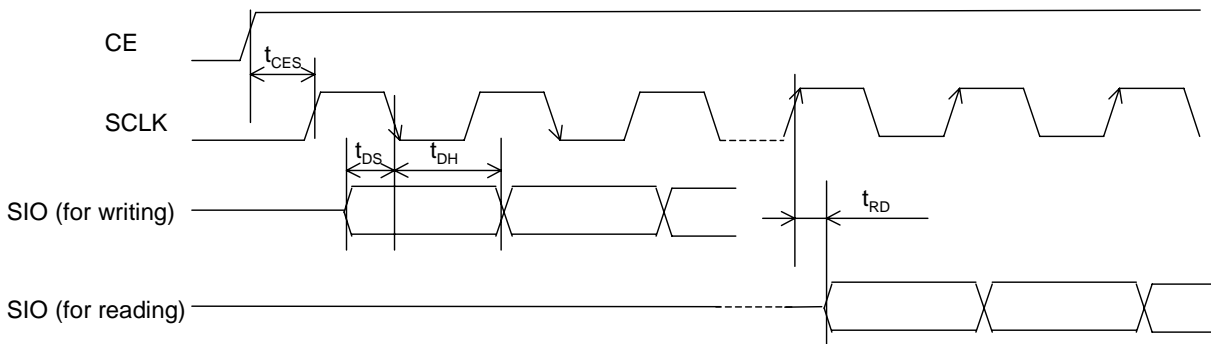 CE
tCES
SCLK
tDS
tDH
SIO (for writing)
tRD
SIO (for reading)